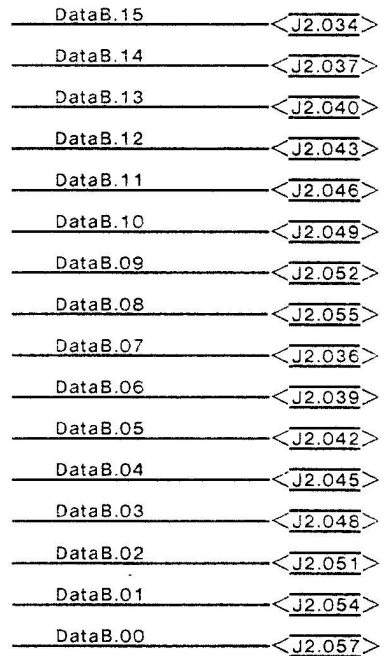 DataB.15 J2.034
DataB.14 J2.037
DataB.13 J2.040
DataB.12 J2.043
DataB.11 J2.046
DataB.10 J2.049
DataB.09 J2.052
DataB.08 J2.055
DataB.07 J2.036
DataB.06 J2.039
DataB.05 J2.042
DataB.04 J2.045
DataB.03 J2.048
DataB.02 J2.051
DataB.01 J2.054
DataB.00 J2.057